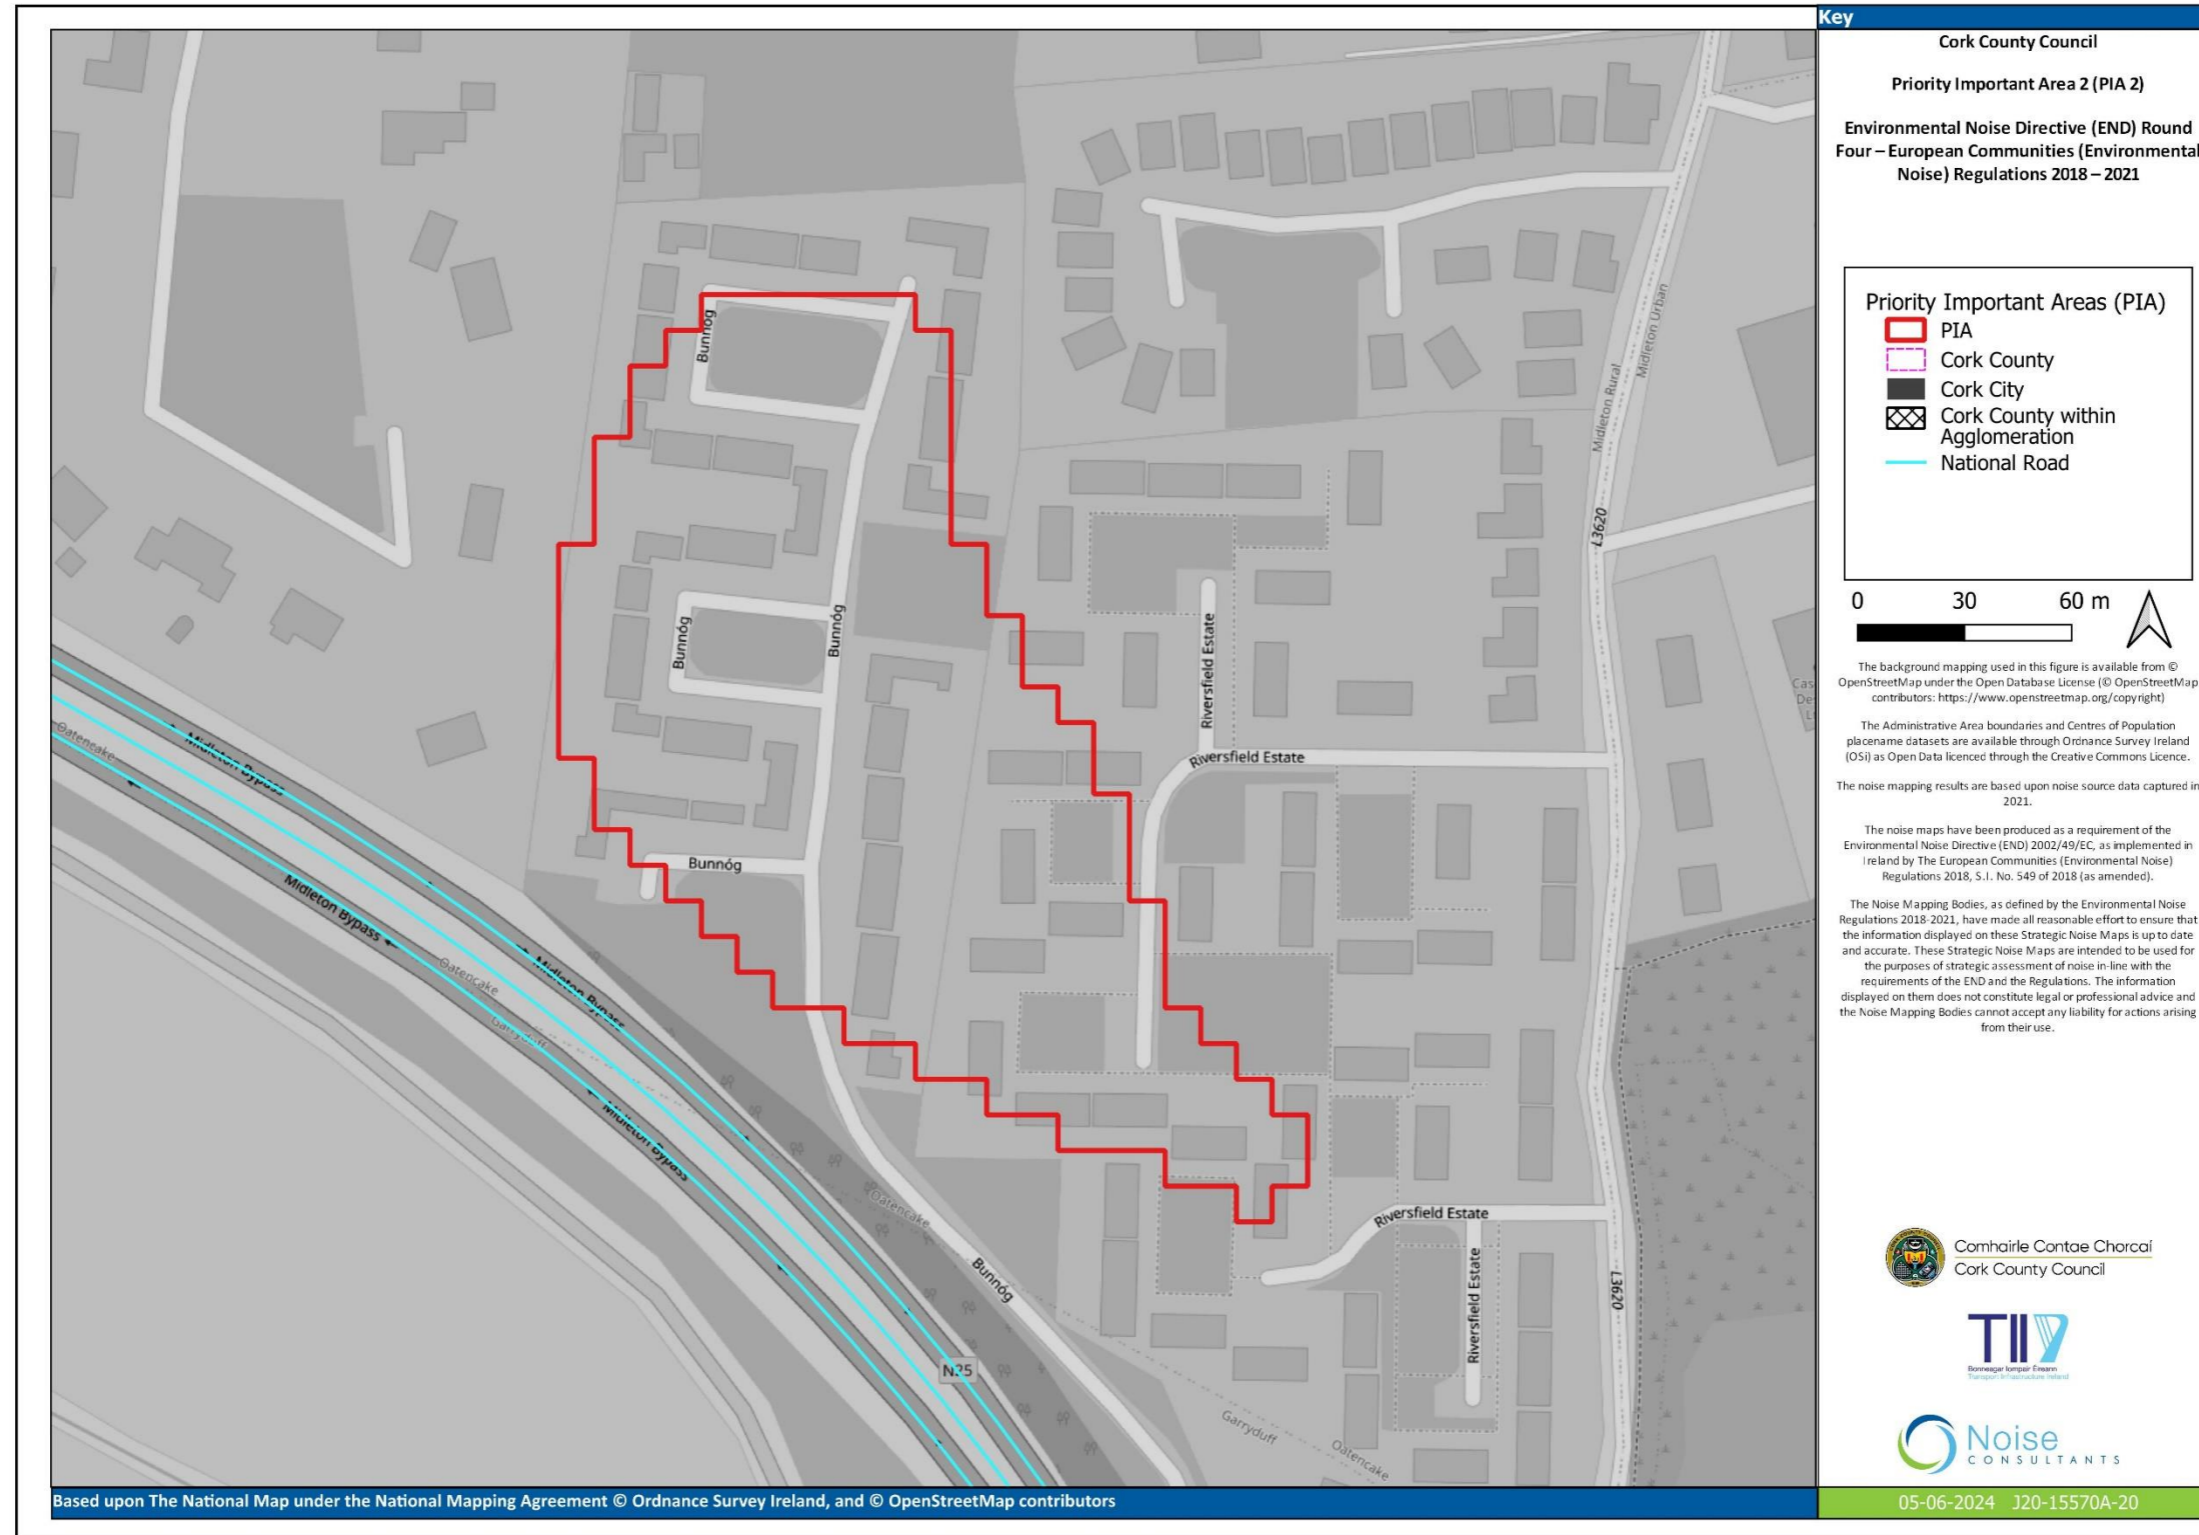 Key
Cork County Council
Priority Important Area 2 (PIA 2)
Environmental Noise Directive (END) Round
Four – European Communities (Environmental
Noise) Regulations 2018 – 2021
Priority Important Areas (PIA)
PIA
Cork County
Cork City
Cork County within
Agglomeration
National Road
0 30 60 m
The background mapping used in this figure is available from ©
OpenStreetMap under the Open Database License (© OpenStreetMap
contributors: https://www.openstreetmap.org/copyright)
The Administrative Area boundaries and Centres of Population
placename datasets are available through Ordnance Survey Ireland
(OSi) as Open Data licenced through the Creative Commons Licence.
The noise mapping results are based upon noise source data captured in
2021.
The noise maps have been produced as a requirement of the
Environmental Noise Directive (END) 2002/49/EC, as implemented in
Ireland by The European Communities (Environmental Noise)
Regulations 2018, S.I. No. 549 of 2018 (as amended).
The Noise Mapping Bodies, as defined by the Environmental Noise
Regulations 2018-2021, have made all reasonable effort to ensure that
the information displayed on these Strategic Noise Maps is up to date
and accurate. These Strategic Noise Maps are intended to be used for
the purposes of strategic assessment of noise in-line with the
requirements of the END and the Regulations. The information
displayed on them does not constitute legal or professional advice and
the Noise Mapping Bodies cannot accept any liability for actions arising
from their use.
Comhairle Contae Chorcaí
Cork County Council
TII
Bonneagar Iompair Éireann
Transport Infrastructure Ireland
Noise
CONSULTANTS
05-06-2024 J20-15570A-20
Bunnóg
Midleton Urban
Midleton Rural
L3620
Bunnóg
Bunnóg
Riversfield Estate
Riversfield Estate
Oatencake
Midleton Bypass
Bunnóg
Midleton Bypass
Oatencake
Midleton Bypass
Garryduff
Midleton Bypass
Oatencake
Riversfield Estate
Bunnóg
Riversfield Estate
L3620
N25
Garryduff
Oatencake
Based upon The National Map under the National Mapping Agreement © Ordnance Survey Ireland, and © OpenStreetMap contributors